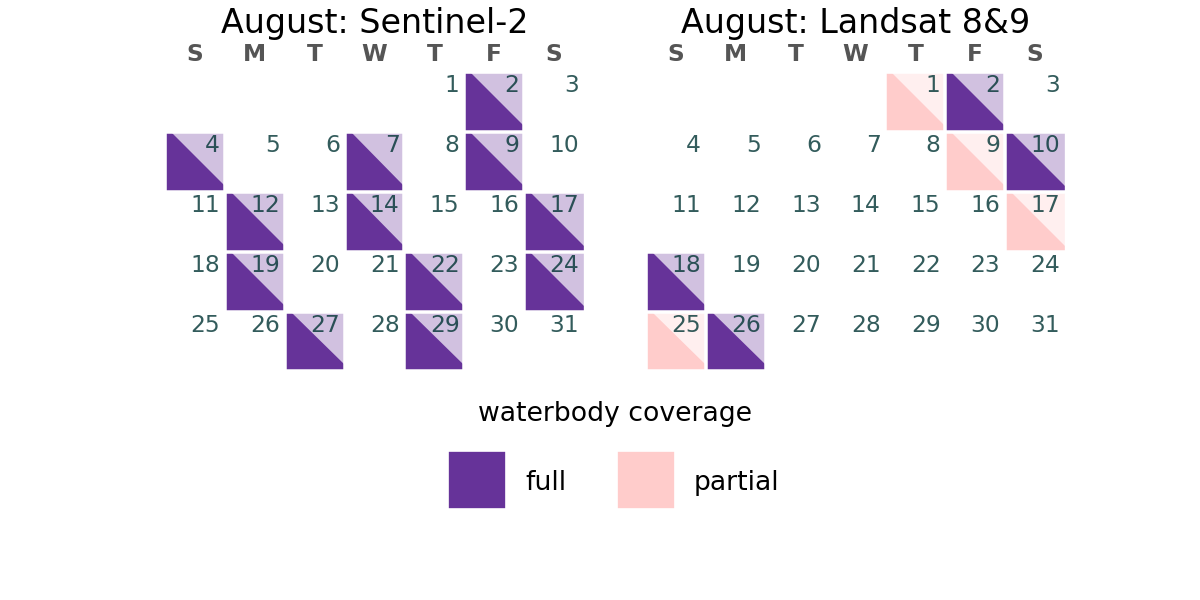 August: Sentinel-2
S M T W T F S
1 2 3
4 5 6 7 8 9 10
11 12 13 14 15 16 17
18 19 20 21 22 23 24
25 26 27 28 29 30 31
August: Landsat 8&9
S M T W T F S
1 2 3
4 5 6 7 8 9 10
11 12 13 14 15 16 17
18 19 20 21 22 23 24
25 26 27 28 29 30 31
waterbody coverage
full
partial